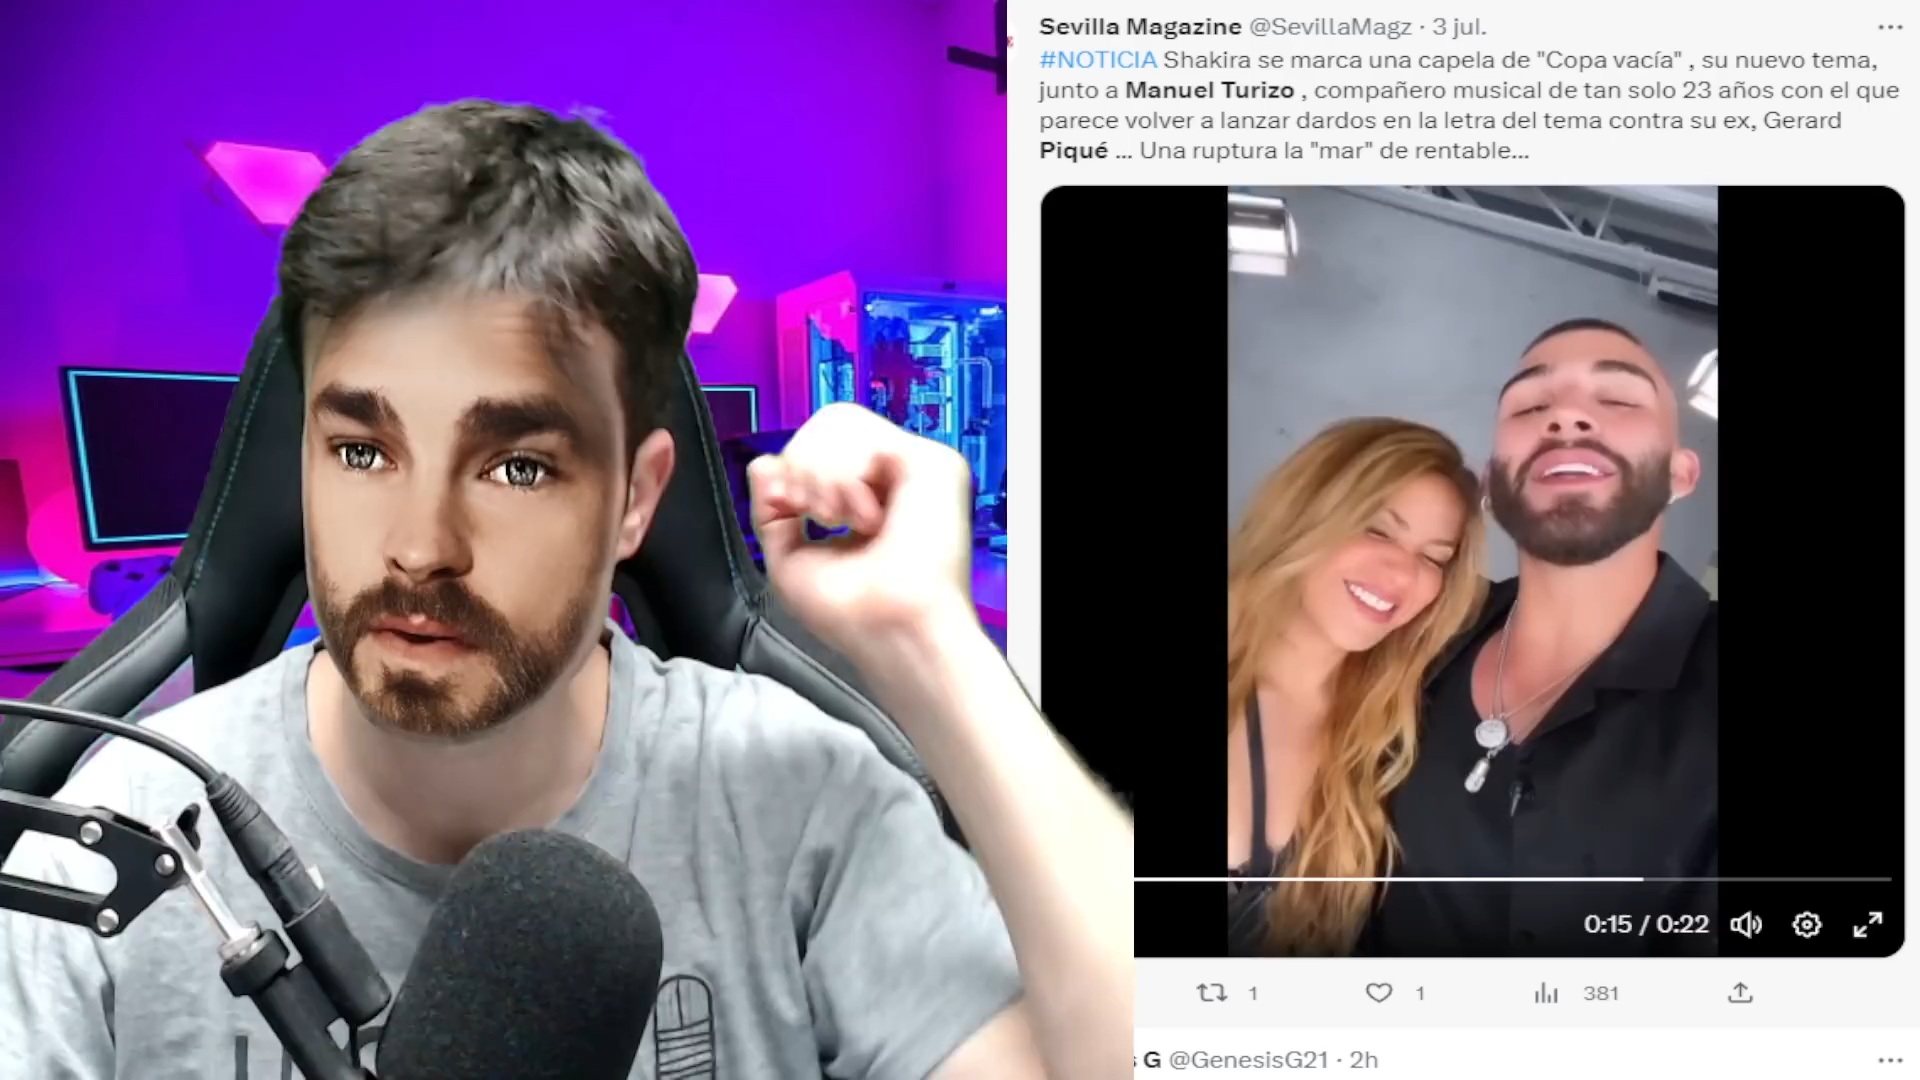 Sevilla Magazine @SevillaMagz · 3 jul.
#NOTICIA Shakira se marca una capela de "Copa vacía" , su nuevo tema,
junto a Manuel Turizo , compañero musical de tan solo 23 años con el que
parece volver a lanzar dardos en la letra del tema contra su ex, Gerard
Piqué ... Una ruptura la "mar" de rentable...
0:15 / 0:22
1 1 381
G @GenesisG21 · 2h